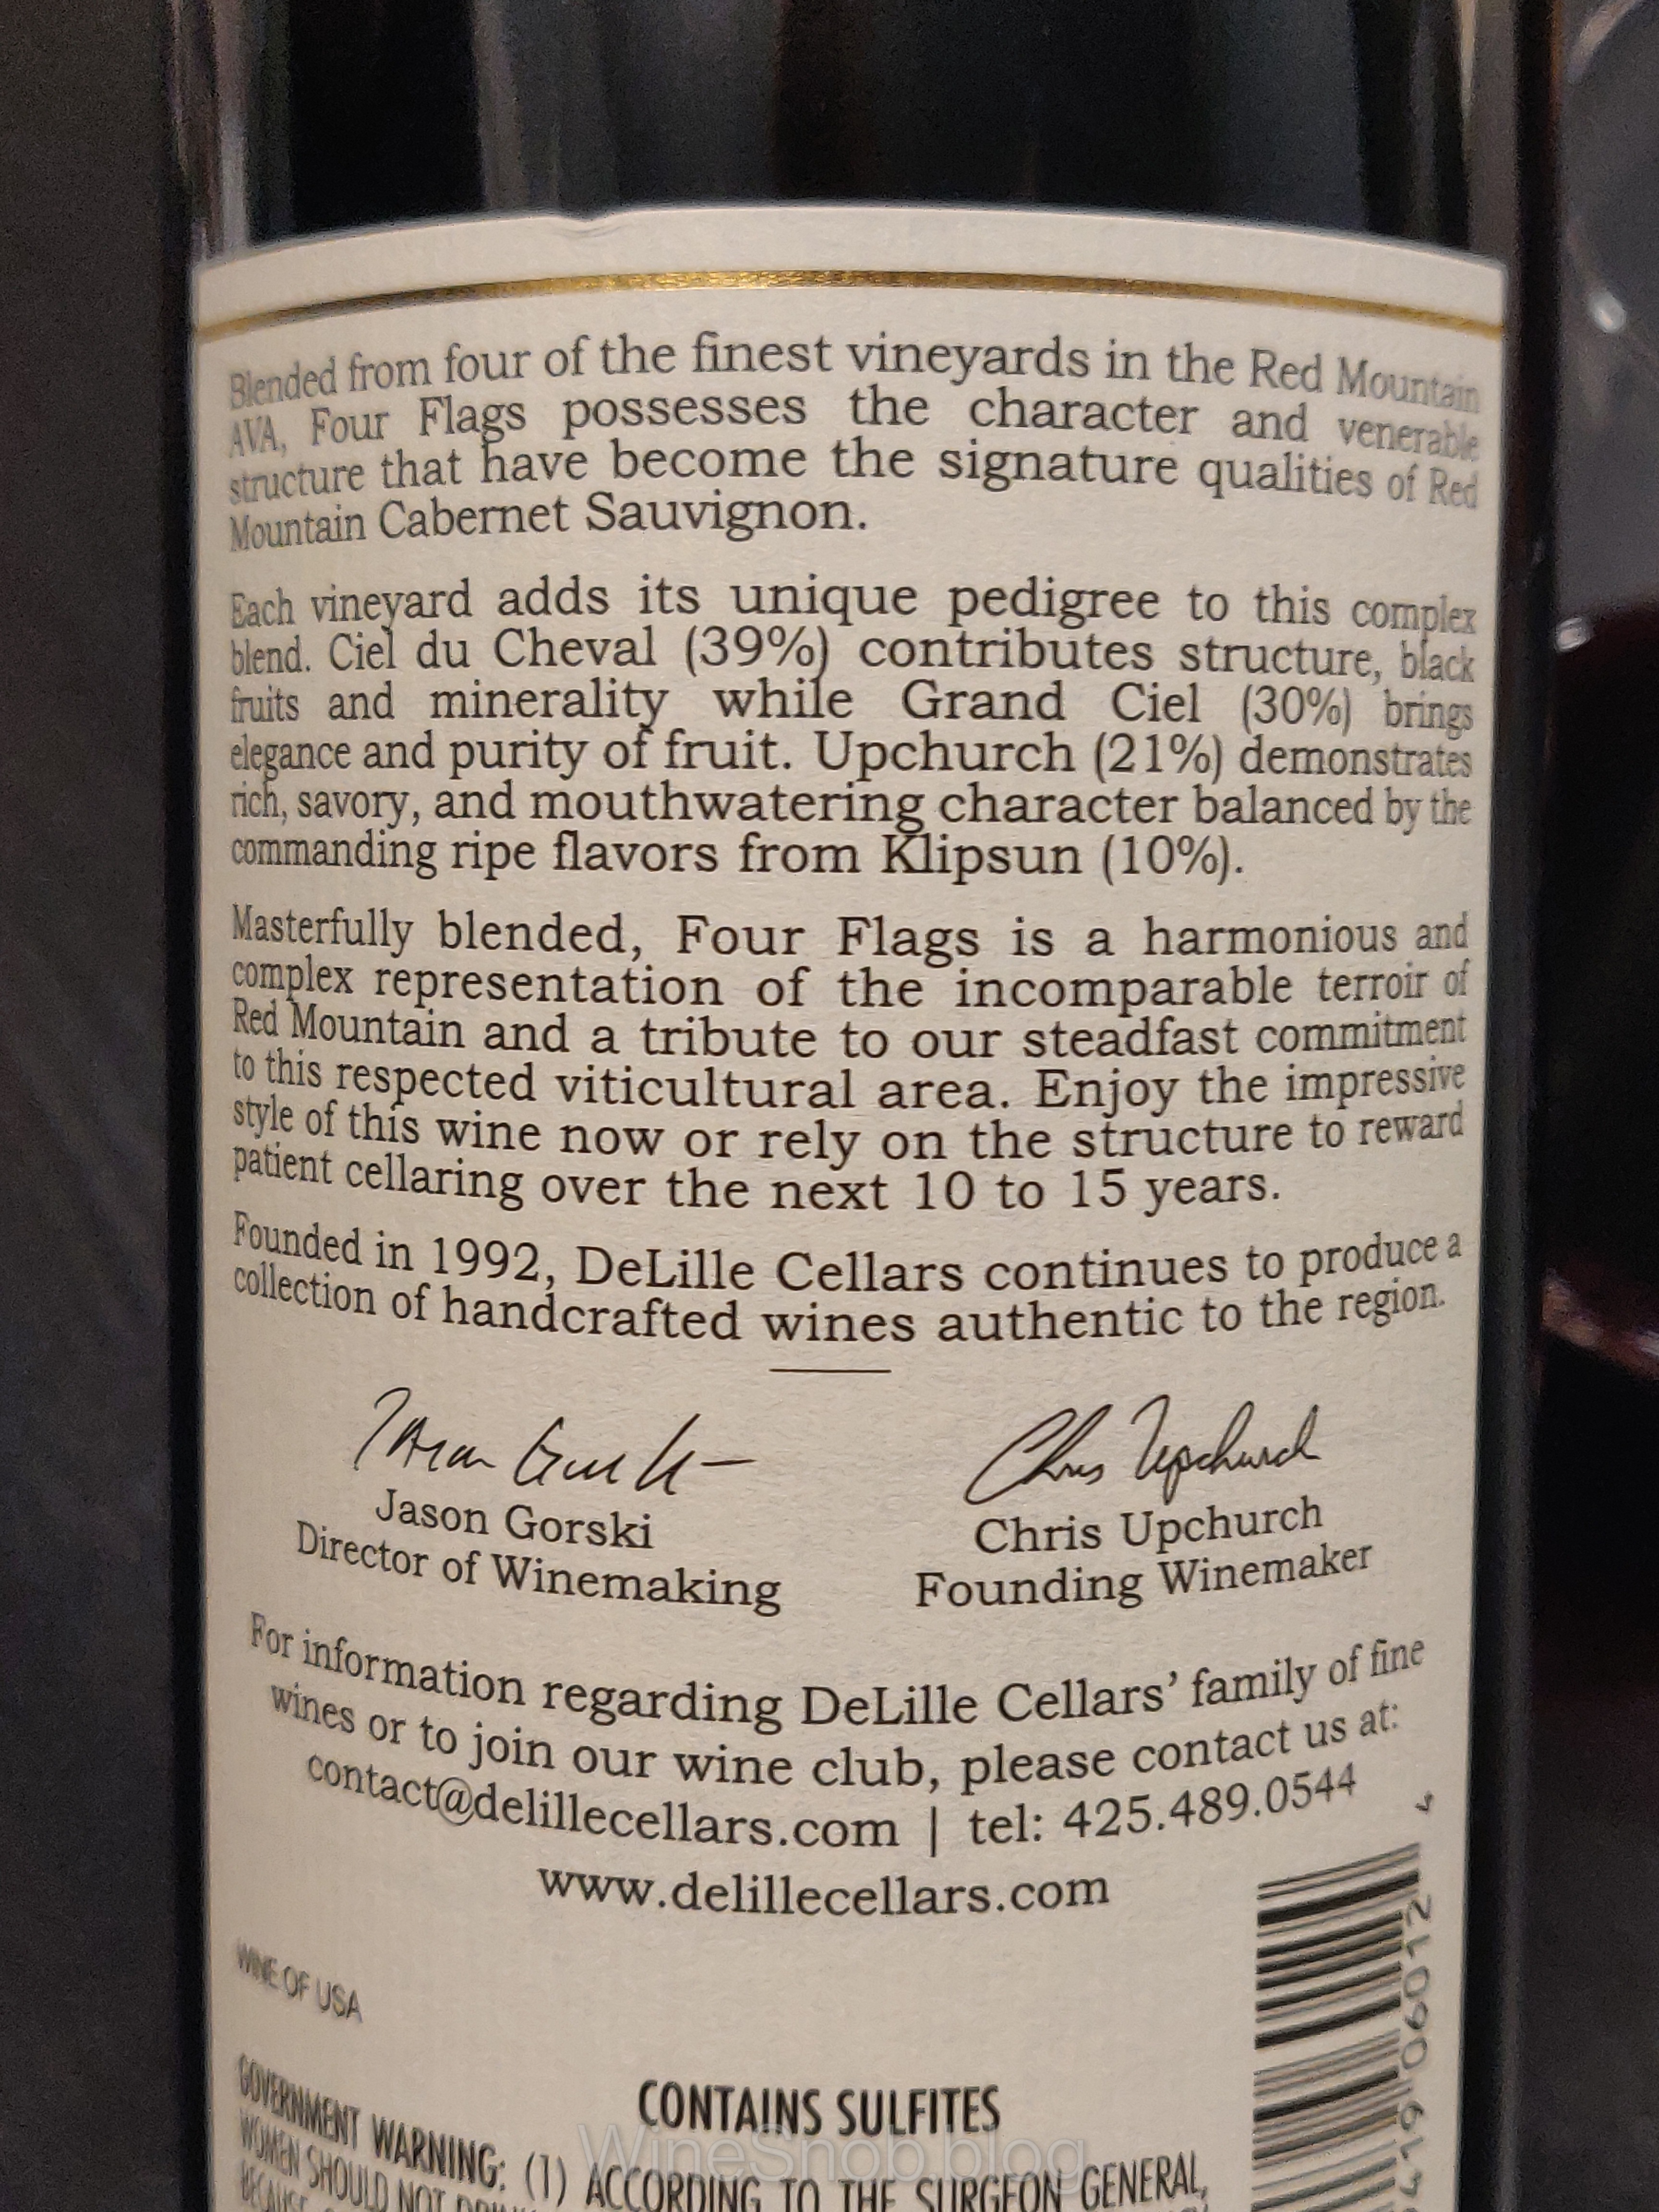 Blended from four of the finest vineyards in the Red Mountain
AVA, Four Flags possesses the character and venerable
structure that have become the signature qualities of Red
Mountain Cabernet Sauvignon.
Each vineyard adds its unique pedigree to this complex
blend. Ciel du Cheval (39%) contributes structure, black
fruits and minerality while Grand Ciel (30%) brings
elegance and purity of fruit. Upchurch (21%) demonstrates
rich, savory, and mouthwatering character balanced by the
commanding ripe flavors from Klipsun (10%).
Masterfully blended, Four Flags is a harmonious and
complex representation of the incomparable terroir of
Red Mountain and a tribute to our steadfast commitment
to this respected viticultural area. Enjoy the impressive
style of this wine now or rely on the structure to reward
patient cellaring over the next 10 to 15 years.
Founded in 1992, DeLille Cellars continues to produce a
collection of handcrafted wines authentic to the region.
Chris Upchurch
Jason Gorski
Director of Winemaking
Chris Upchurch
Founding Winemaker
For information regarding DeLille Cellars' family of fine
wines or to join our wine club, please contact us at:
contact@delillecellars.com | tel: 425.489.0544
www.delillecellars.com
WINE OF USA
CONTAINS SULFITES
GOVERNMENT WARNING: (1) ACCORDING TO THE SURGEON GENERAL,
WOMEN SHOULD NOT
BECAUSE
419 06012
WineSnob.blog